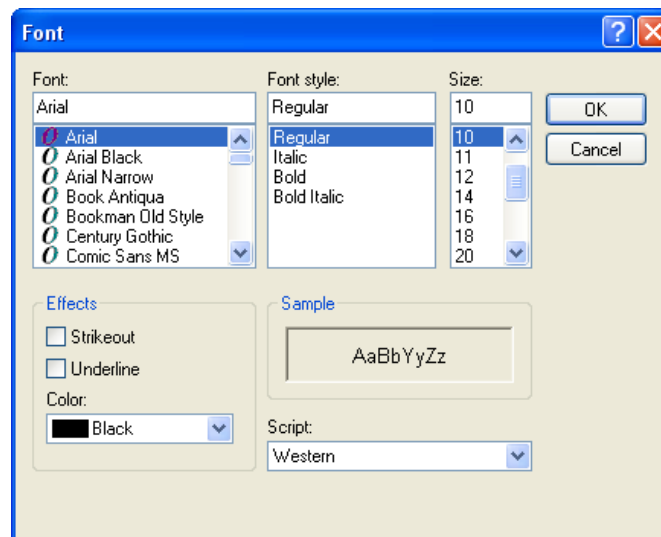 Font
Font:
Arial
Arial
Arial Black
Arial Narrow
Book Antiqua
Bookman Old Style
Century Gothic
Comic Sans MS
Font style:
Regular
Regular
Italic
Bold
Bold Italic
Size:
10
10
11
12
14
16
18
20
OK
Cancel
Effects
Strikeout
Underline
Color:
Black
Sample
AaBbYyZz
Script:
Western